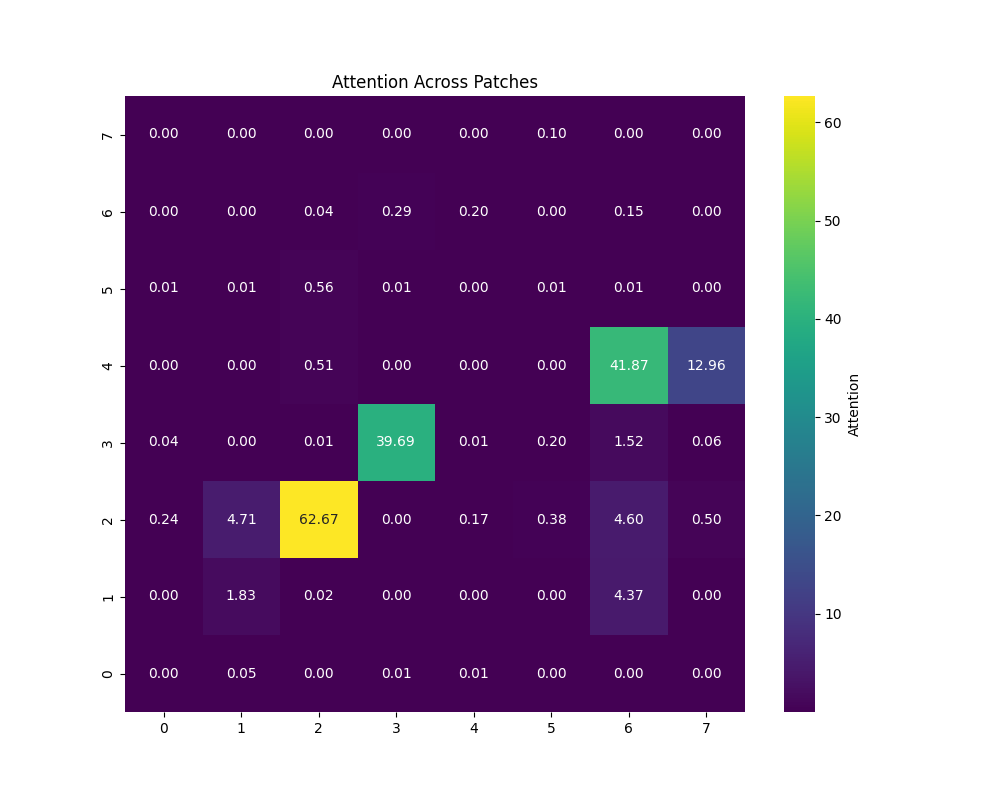 Attention Across Patches
7 0.00 0.00 0.00 0.00 0.00 0.10 0.00 0.00
6 0.00 0.00 0.04 0.29 0.20 0.00 0.15 0.00
5 0.01 0.01 0.56 0.01 0.00 0.01 0.01 0.00
4 0.00 0.00 0.51 0.00 0.00 0.00 41.87 12.96
3 0.04 0.00 0.01 39.69 0.01 0.20 1.52 0.06
2 0.24 4.71 62.67 0.00 0.17 0.38 4.60 0.50
1 0.00 1.83 0.02 0.00 0.00 0.00 4.37 0.00
0 0.00 0.05 0.00 0.01 0.01 0.00 0.00 0.00
0 1 2 3 4 5 6 7
60
50
40
30
20
10
Attention